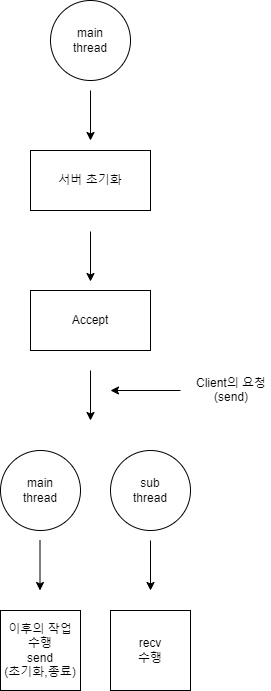 main
thread
서버 초기화
Accept
Client의 요청
(send)
main
thread
sub
thread
이후의 작업
수행
send
(초기화,종료)
recv
수행